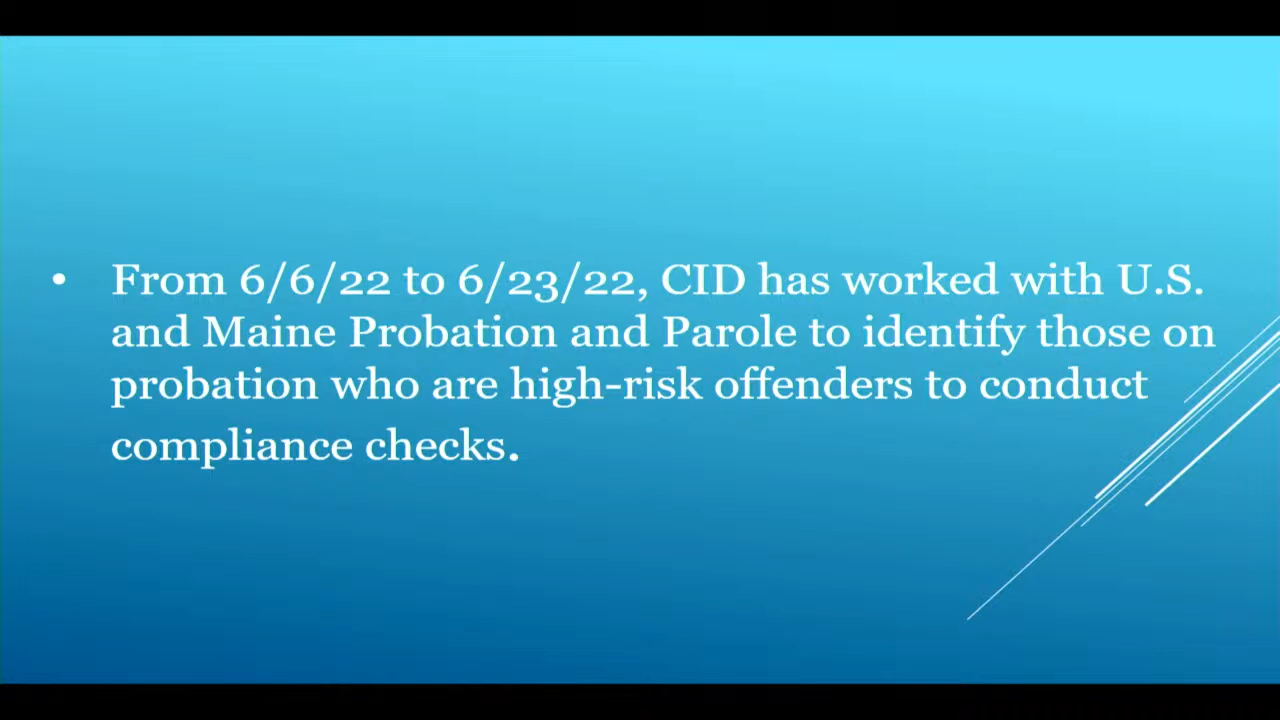 • From 6/6/22 to 6/23/22, CID has worked with U.S.
and Maine Probation and Parole to identify those on
probation who are high-risk offenders to conduct
compliance checks.